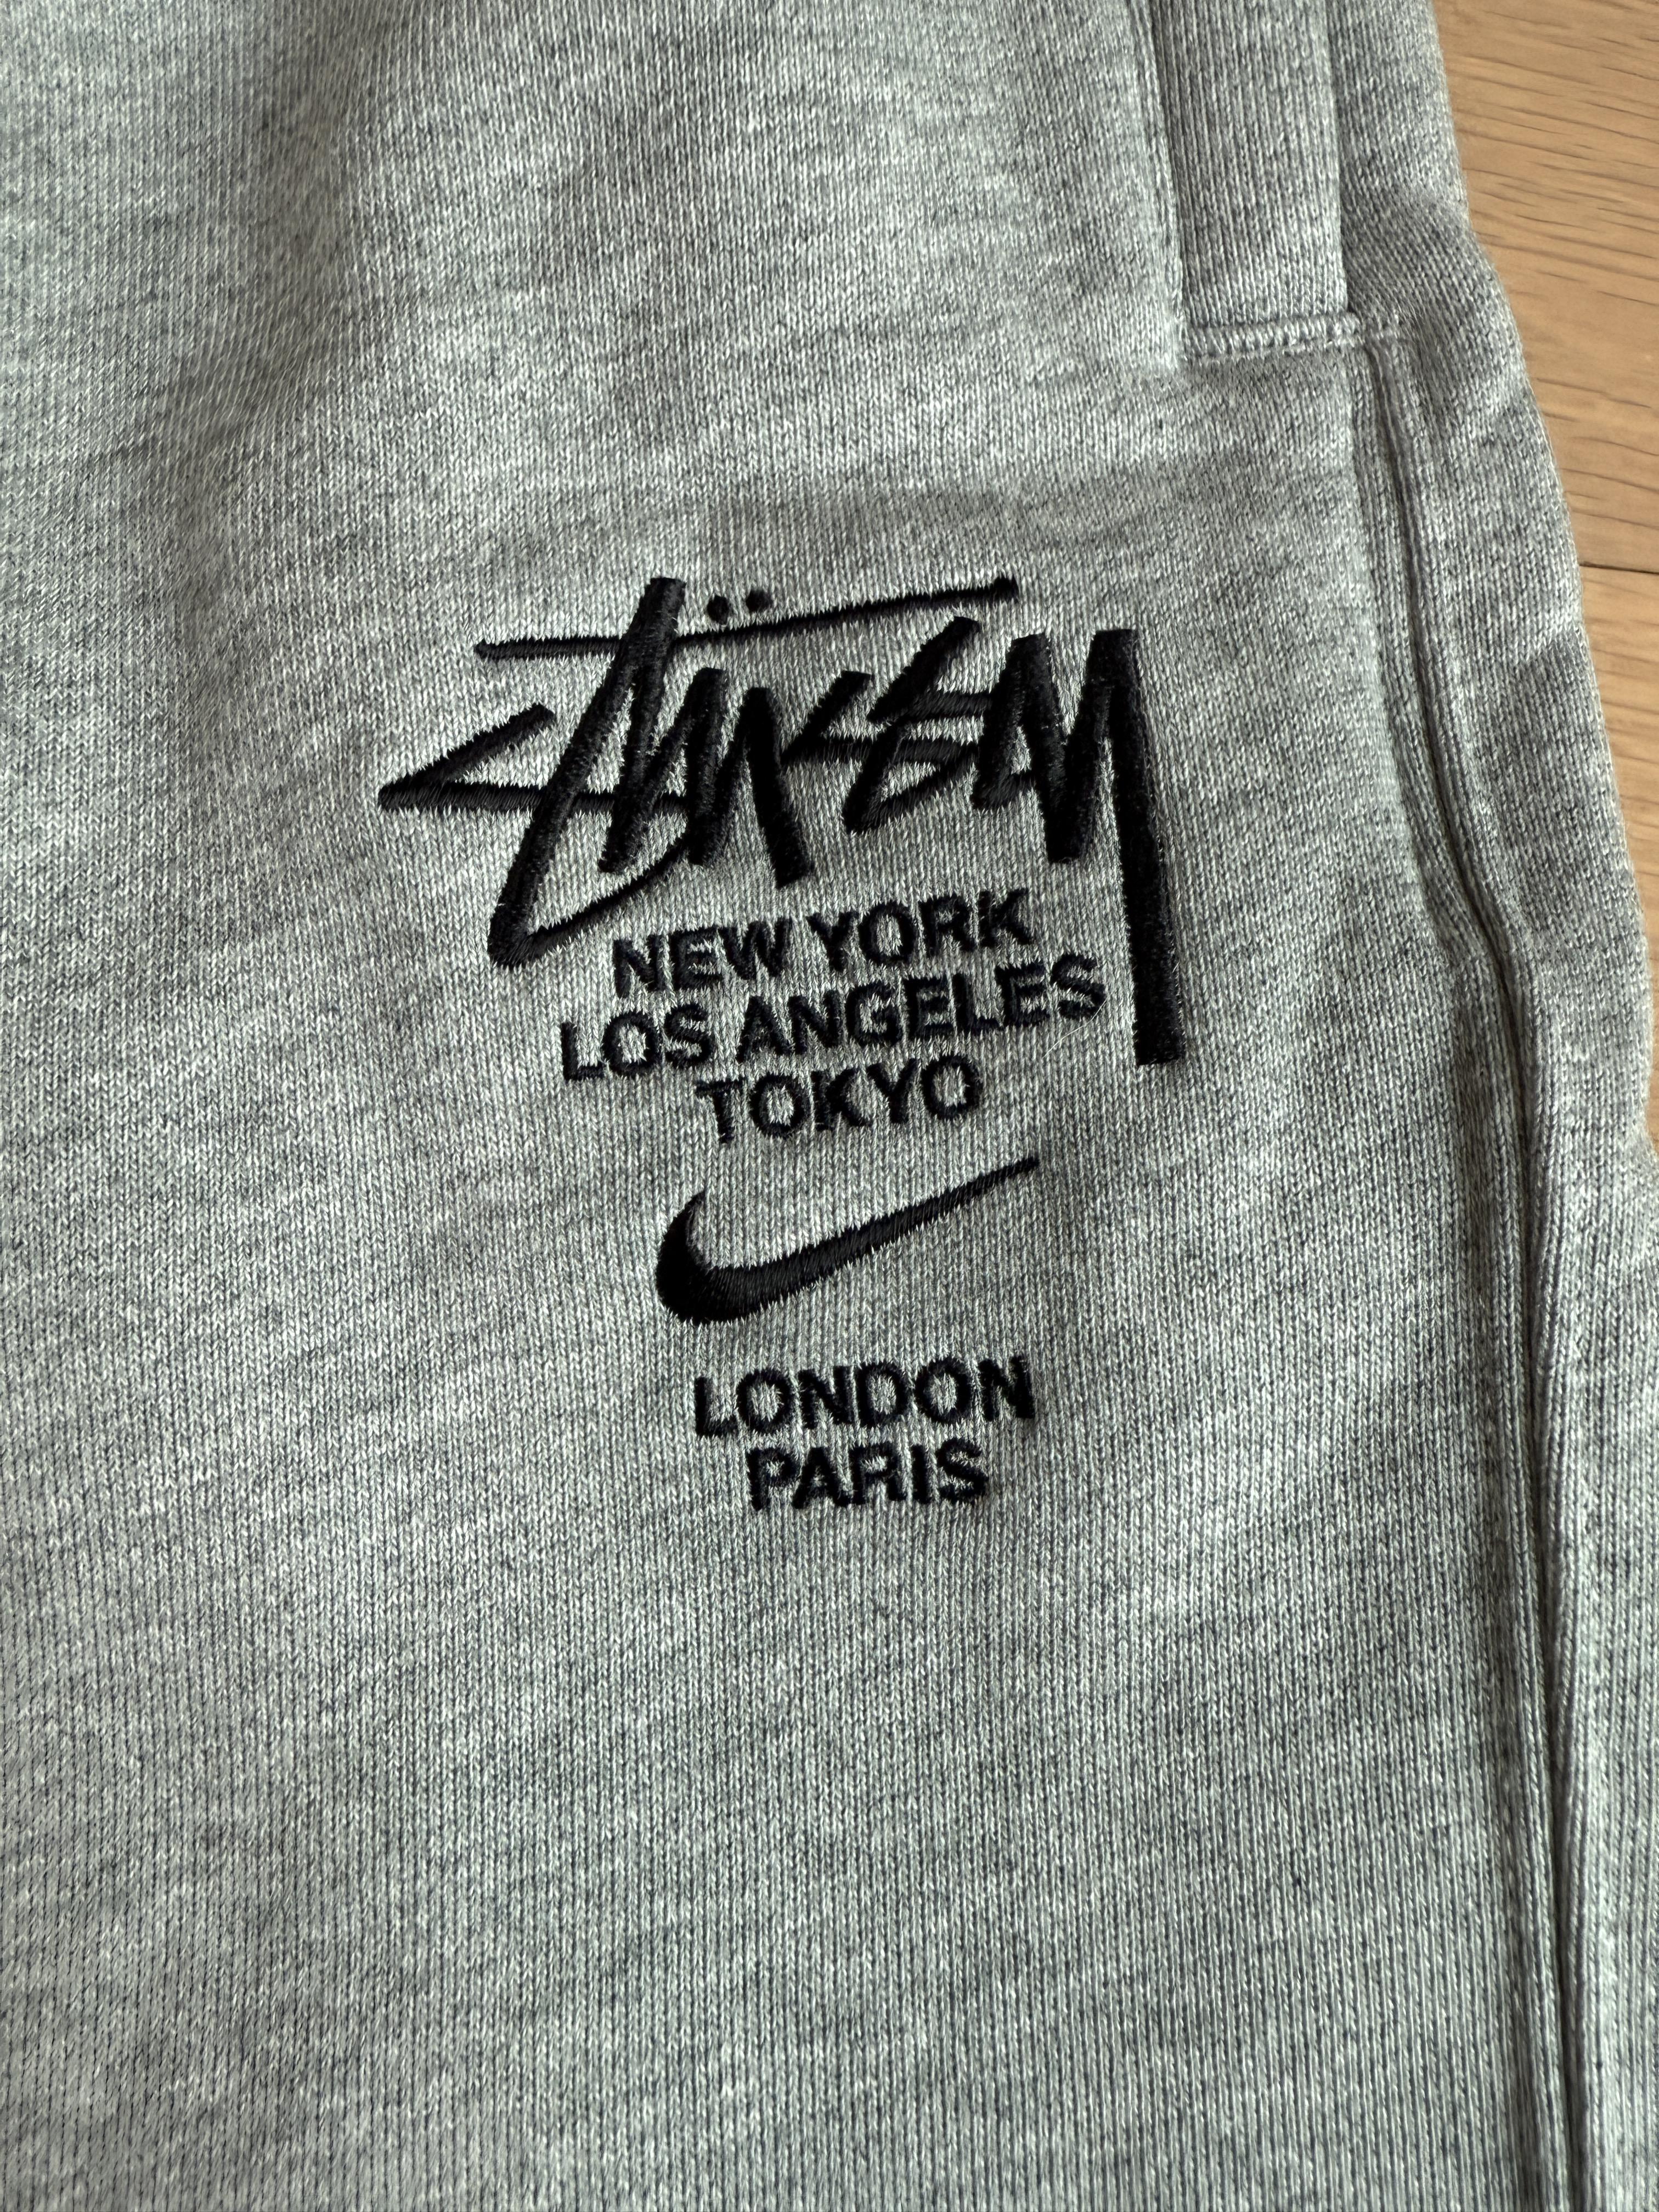 Stüssy
NEW YORK
LOS ANGELES
TOKYO
LONDON
PARIS